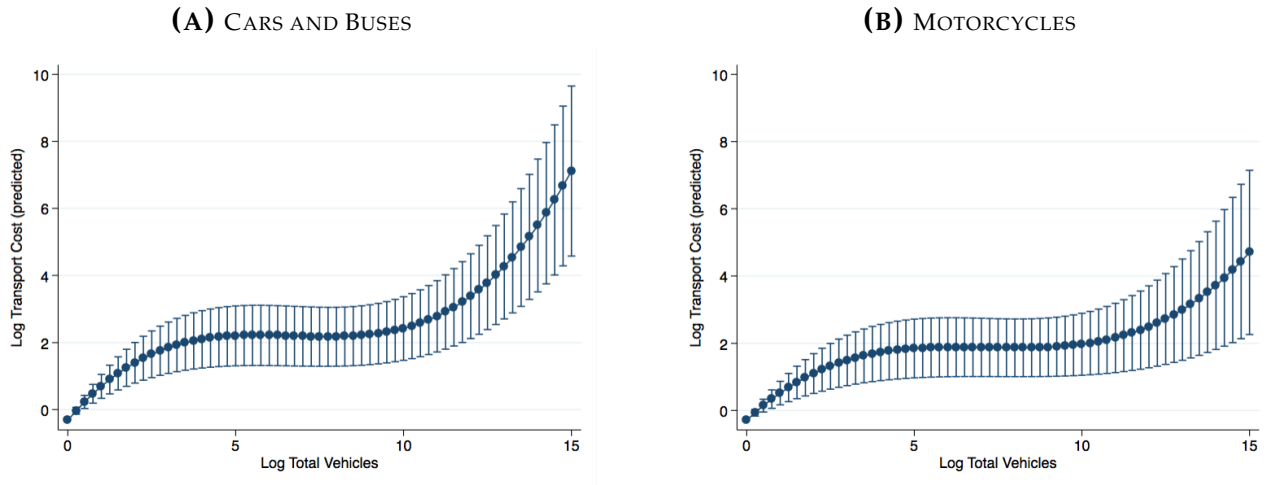 (A) CARS AND BUSES
10
8
6
4
2
0
Log Transport Cost (predicted)
0 5 10 15
Log Total Vehicles
(B) MOTORCYCLES
10
8
6
4
2
0
Log Transport Cost (predicted)
0 5 10 15
Log Total Vehicles